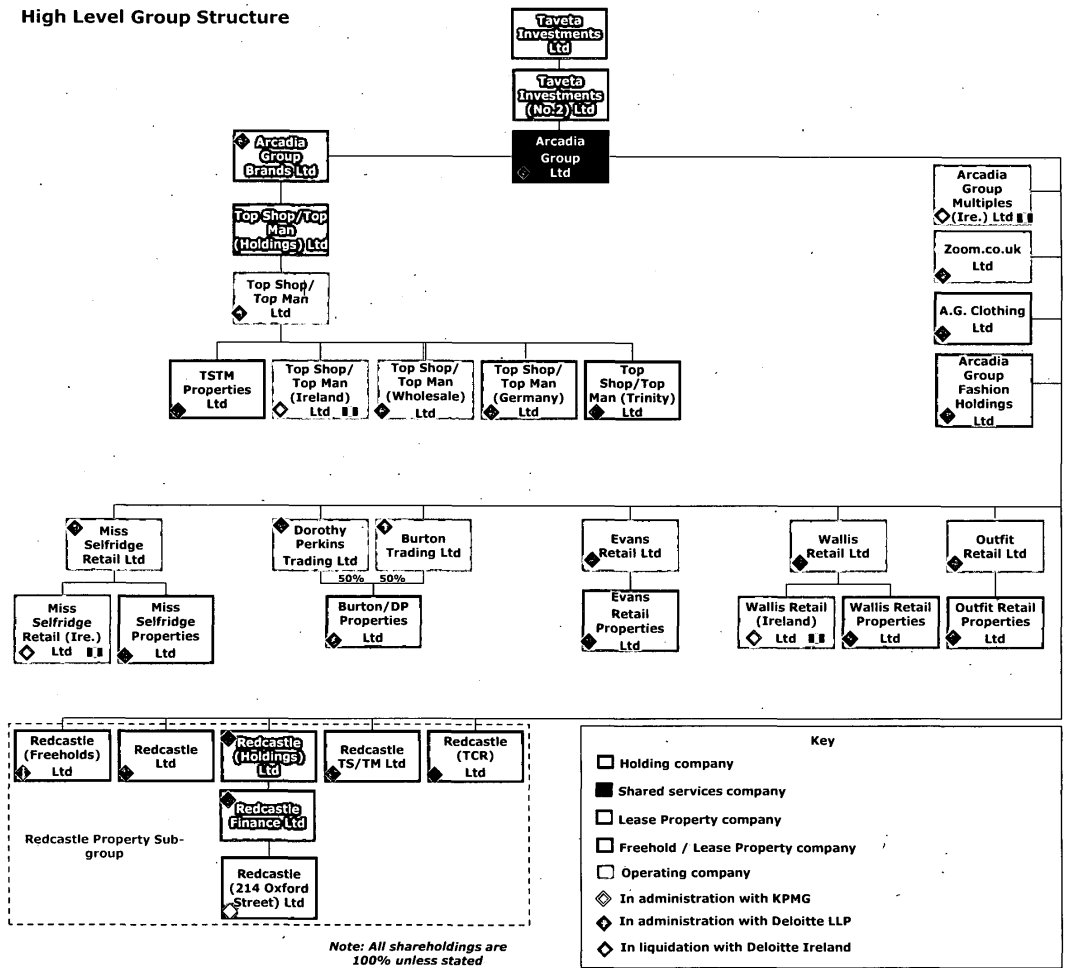 High Level Group Structure
Taveta
Investments
Ltd
Taveta
Investments
(No.2) Ltd
Arcadia
Group
Ltd
Arcadia
Group
Brands Ltd
Top Shop/Top
Man
(Holdings) Ltd
Top Shop/
Top Man
Ltd
TSTM
Properties
Ltd
Top Shop/
Top Man
(Ireland)
Ltd
Top Shop/
Top Man
(Wholesale)
Ltd
Top Shop/
Top Man
(Germany)
Ltd
Top
Shop/Top
Man (Trinity)
Ltd
Arcadia
Group
Multiples
(Ire.) Ltd
Zoom.co.uk
Ltd
A.G. Clothing
Ltd
Arcadia
Group
Fashion
Holdings
Ltd
Miss
Selfridge
Retail Ltd
Dorothy
Perkins
Trading Ltd
Burton
Trading Ltd
Evans
Retail Ltd
Wallis
Retail Ltd
Outfit
Retail Ltd
50% 50%
Miss
Selfridge
Retail (Ire.)
Ltd
Miss
Selfridge
Properties
Ltd
Burton/DP
Properties
Ltd
Evans
Retail
Properties
Ltd
Wallis Retail
(Ireland)
Ltd
Wallis Retail
Properties
Ltd
Outfit Retail
Properties
Ltd
Redcastle
(Freeholds)
Ltd
Redcastle
Ltd
Redcastle
(Holdings)
Ltd
Redcastle
TS/TM Ltd
Redcastle
(TCR)
Ltd
Redcastle
Finance Ltd
Redcastle Property Sub-
group
Redcastle
(214 Oxford
Street) Ltd
Note: All shareholdings are
100% unless stated
Key
Holding company
Shared services company
Lease Property company
Freehold / Lease Property company
Operating company
In administration with KPMG
In administration with Deloitte LLP
In liquidation with Deloitte Ireland